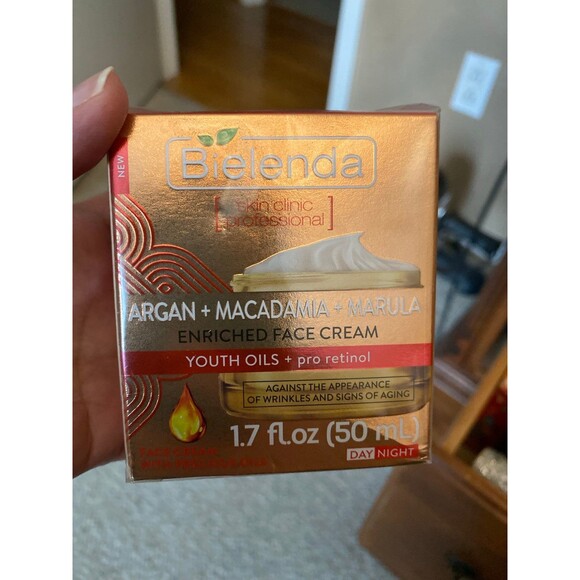 NEW
Bielenda
[skin clinic
professional]
ARGAN + MACADAMIA + MARULA
ENRICHED FACE CREAM
YOUTH OILS + pro retinol
AGAINST THE APPEARANCE
OF WRINKLES AND SIGNS OF AGING
1.7 fl.oz (50 mL)
DAY NIGHT